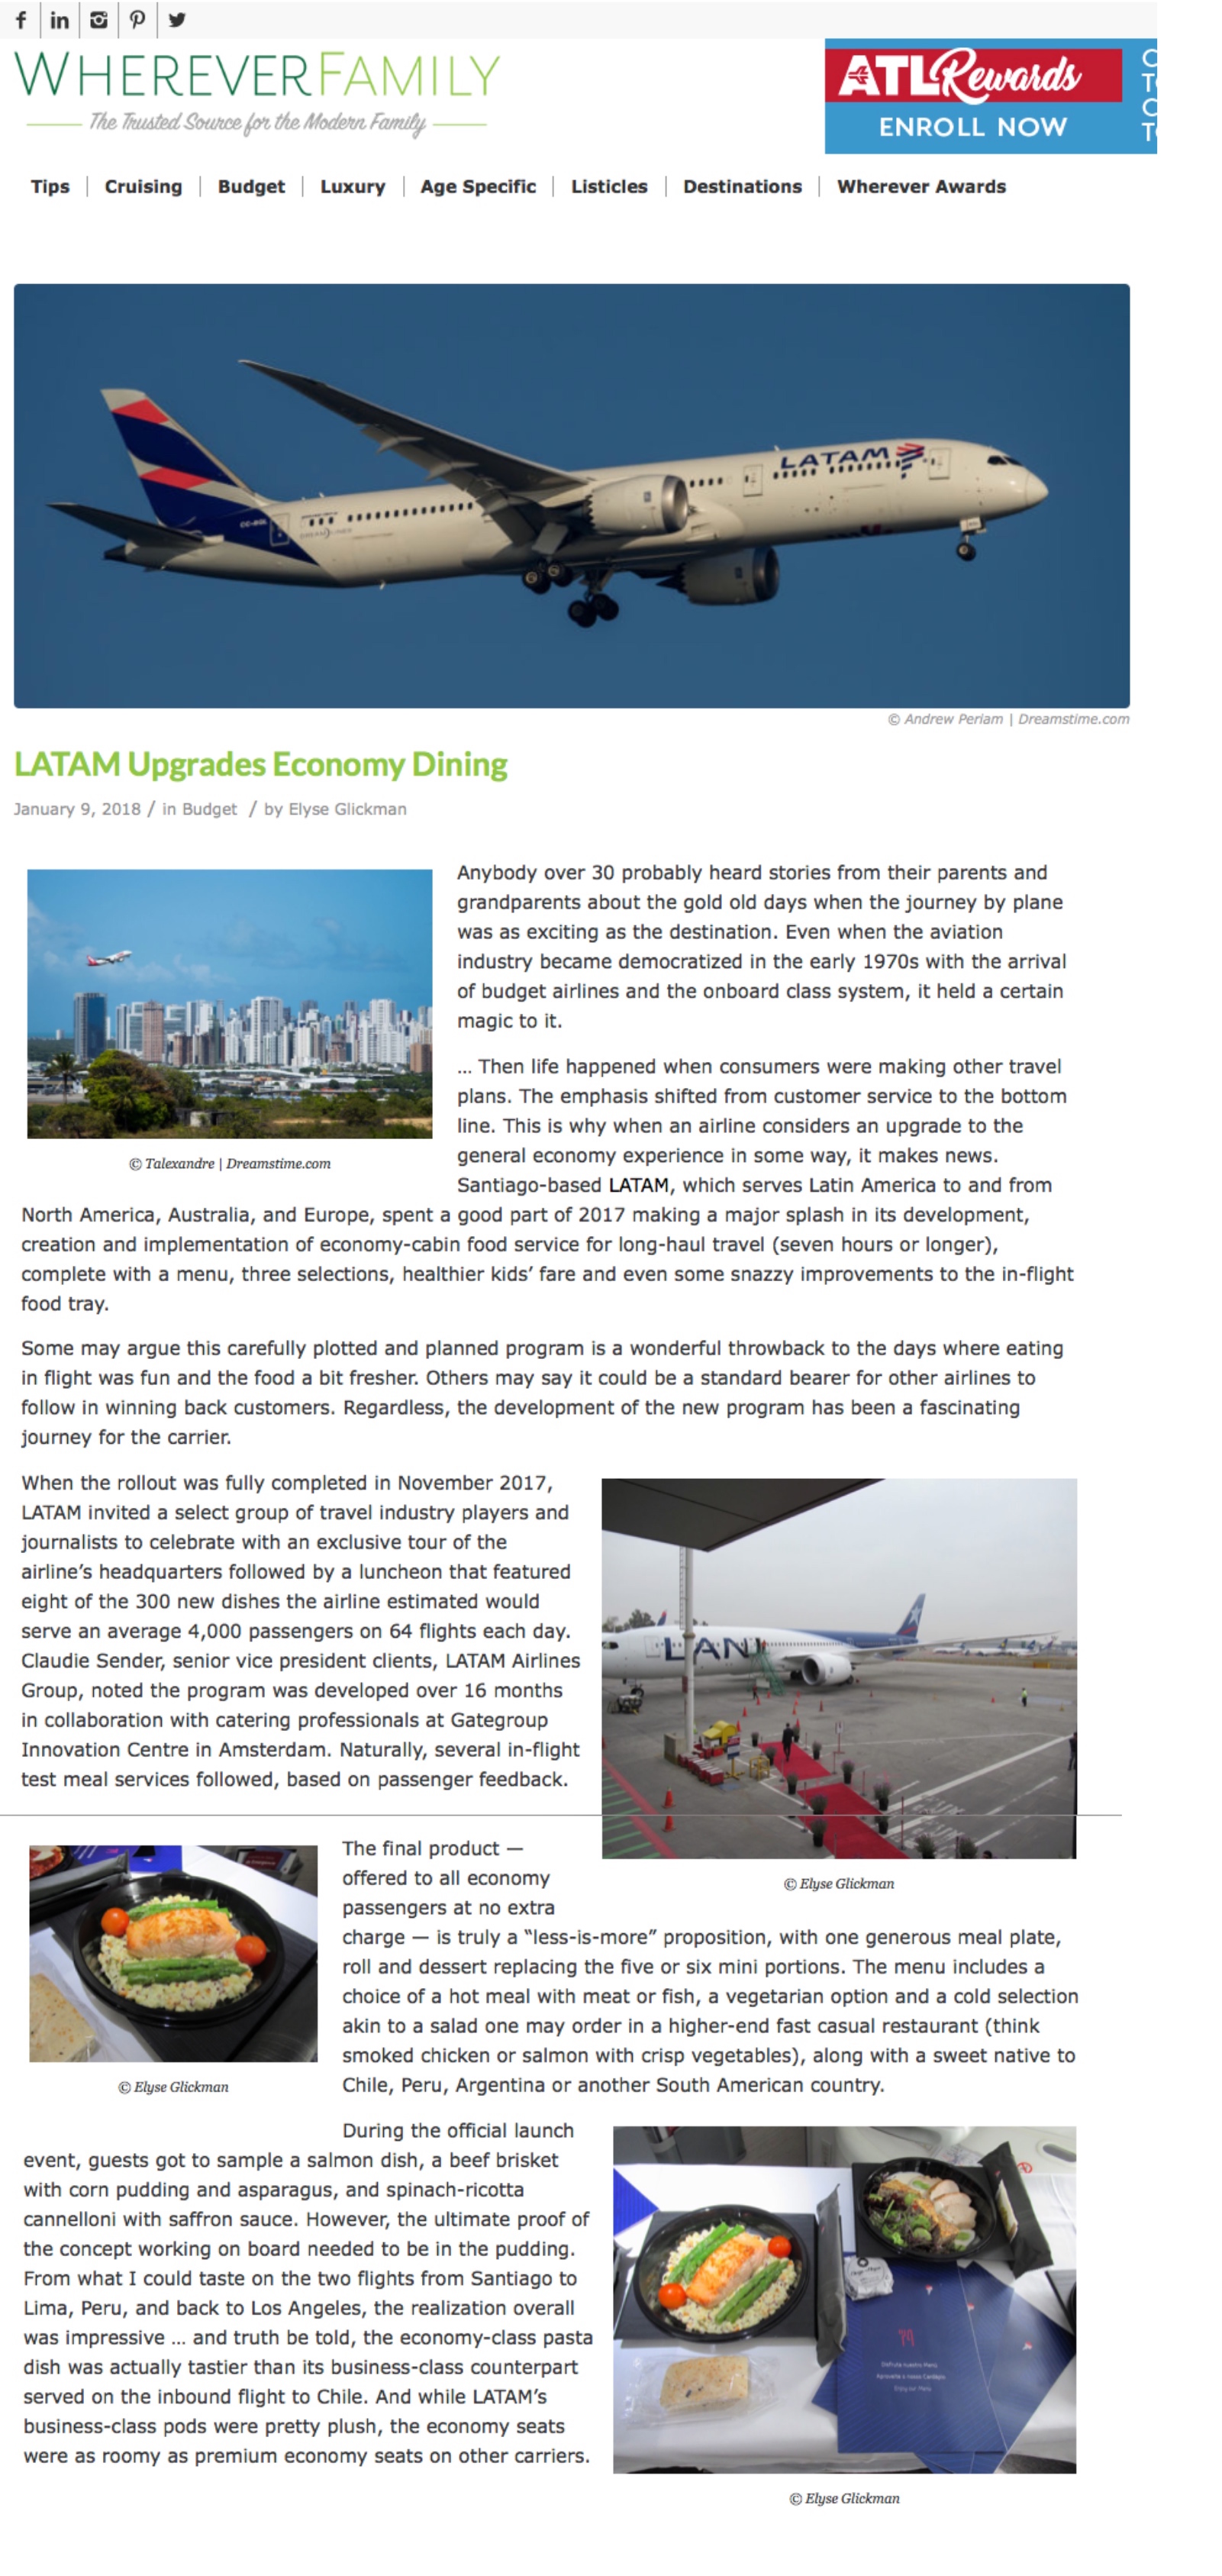 WHEREVERFAMILY
The Trusted Source for the Modern Family
ATL Rewards
ENROLL NOW
Tips
Cruising
Budget
Luxury
Age Specific
Listicles
Destinations
Wherever Awards
LATAM
© Andrew Periam | Dreamstime.com
LATAM Upgrades Economy Dining
January 9, 2018 / in Budget / by Elyse Glickman
Anybody over 30 probably heard stories from their parents and
grandparents about the gold old days when the journey by plane
was as exciting as the destination. Even when the aviation
industry became democratized in the early 1970s with the arrival
of budget airlines and the onboard class system, it held a certain
magic to it.
... Then life happened when consumers were making other travel
plans. The emphasis shifted from customer service to the bottom
line. This is why when an airline considers an upgrade to the
general economy experience in some way, it makes news.
© Talexandre | Dreamstime.com
Santiago-based LATAM, which serves Latin America to and from
North America, Australia, and Europe, spent a good part of 2017 making a major splash in its development,
creation and implementation of economy-cabin food service for long-haul travel (seven hours or longer),
complete with a menu, three selections, healthier kids’ fare and even some snazzy improvements to the in-flight
food tray.
Some may argue this carefully plotted and planned program is a wonderful throwback to the days where eating
in flight was fun and the food a bit fresher. Others may say it could be a standard bearer for other airlines to
follow in winning back customers. Regardless, the development of the new program has been a fascinating
journey for the carrier.
When the rollout was fully completed in November 2017,
LATAM invited a select group of travel industry players and
journalists to celebrate with an exclusive tour of the
airline’s headquarters followed by a luncheon that featured
eight of the 300 new dishes the airline estimated would
serve an average 4,000 passengers on 64 flights each day.
Claudie Sender, senior vice president clients, LATAM Airlines
Group, noted the program was developed over 16 months
in collaboration with catering professionals at Gategroup
Innovation Centre in Amsterdam. Naturally, several in-flight
test meal services followed, based on passenger feedback.
LAN
© Elyse Glickman
The final product —
offered to all economy
passengers at no extra
charge — is truly a “less-is-more” proposition, with one generous meal plate,
roll and dessert replacing the five or six mini portions. The menu includes a
choice of a hot meal with meat or fish, a vegetarian option and a cold selection
akin to a salad one may order in a higher-end fast casual restaurant (think
smoked chicken or salmon with crisp vegetables), along with a sweet native to
Chile, Peru, Argentina or another South American country.
© Elyse Glickman
During the official launch
event, guests got to sample a salmon dish, a beef brisket
with corn pudding and asparagus, and spinach-ricotta
cannelloni with saffron sauce. However, the ultimate proof of
the concept working on board needed to be in the pudding.
From what I could taste on the two flights from Santiago to
Lima, Peru, and back to Los Angeles, the realization overall
was impressive ... and truth be told, the economy-class pasta
dish was actually tastier than its business-class counterpart
served on the inbound flight to Chile. And while LATAM’s
business-class pods were pretty plush, the economy seats
were as roomy as premium economy seats on other carriers.
© Elyse Glickman